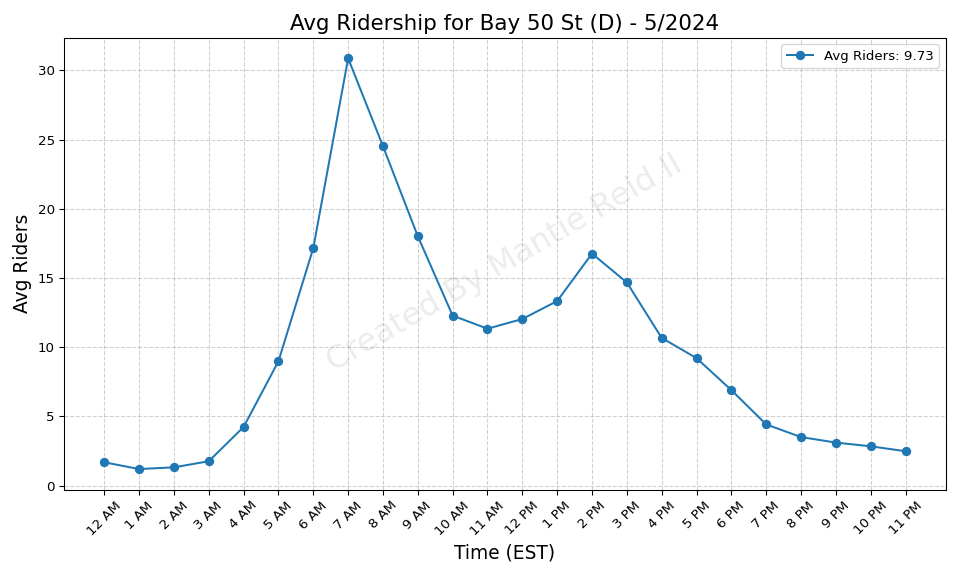 Avg Ridership for Bay 50 St (D) - 5/2024
Avg Riders: 9.73
30
25
20
15
10
5
0
Avg Riders
Created By Mantie Reid II
12 AM
1 AM
2 AM
3 AM
4 AM
5 AM
6 AM
7 AM
8 AM
9 AM
10 AM
11 AM
12 PM
1 PM
2 PM
3 PM
4 PM
5 PM
6 PM
7 PM
8 PM
9 PM
10 PM
11 PM
Time (EST)